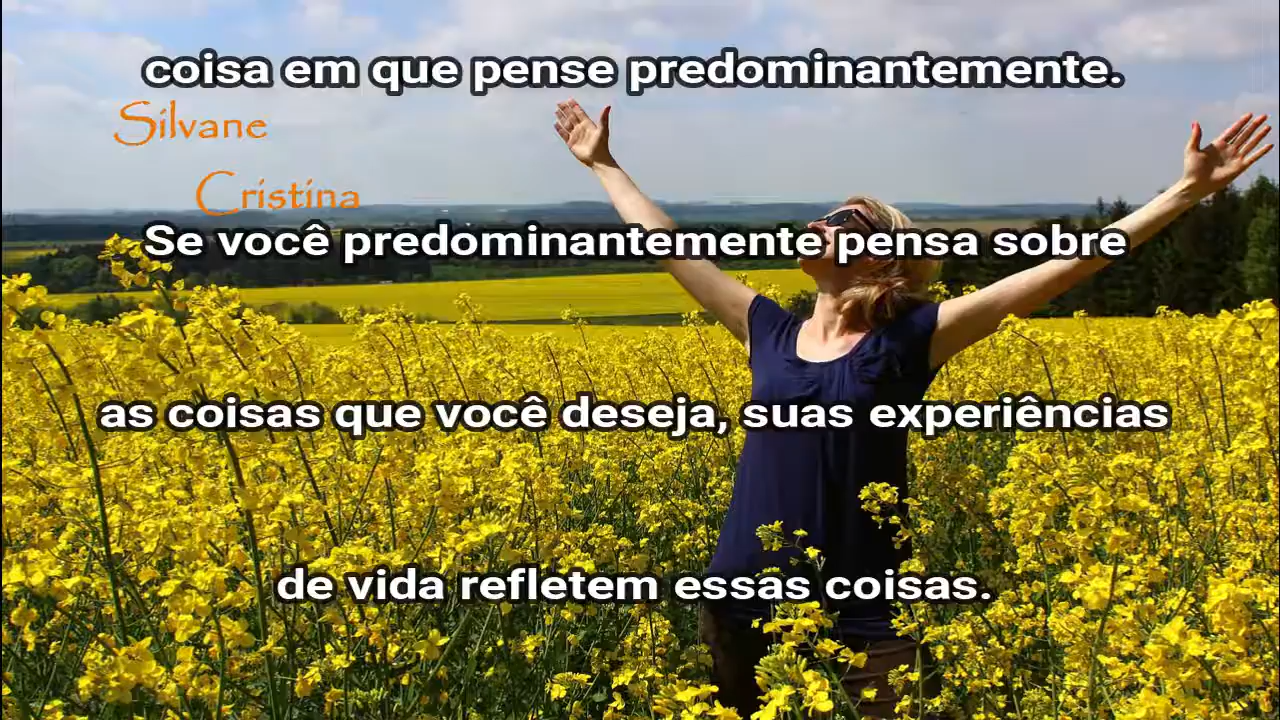 coisa em que pense predominantemente.
Silvane
Cristina
Se você predominantemente pensa sobre
as coisas que você deseja, suas experiências
de vida refletem essas coisas.